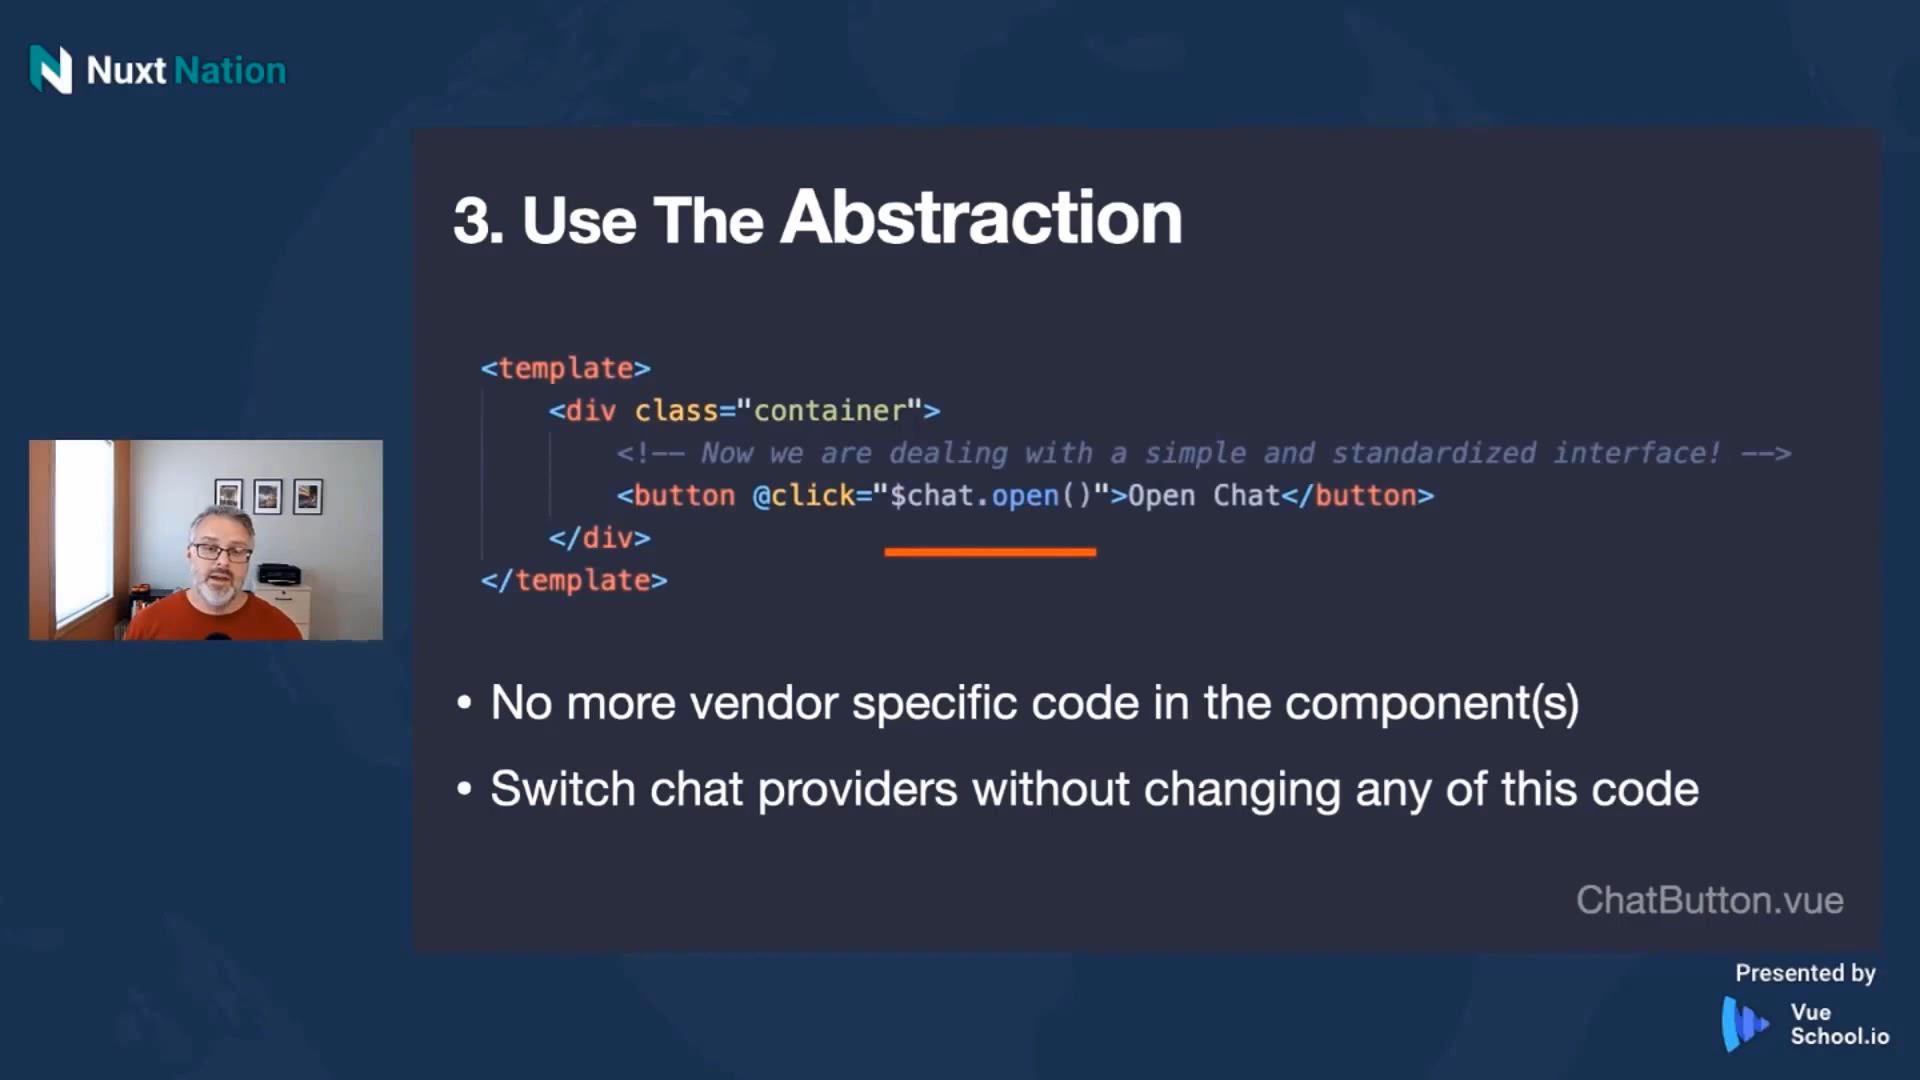 Nuxt Nation
3. Use The Abstraction
<template>
<div class="container">
<!-- Now we are dealing with a simple and standardized interface! -->
<button @click="$chat.open()">Open Chat</button>
</div>
</template>
• No more vendor specific code in the component(s)
• Switch chat providers without changing any of this code
ChatButton.vue
Presented by
Vue
School.io